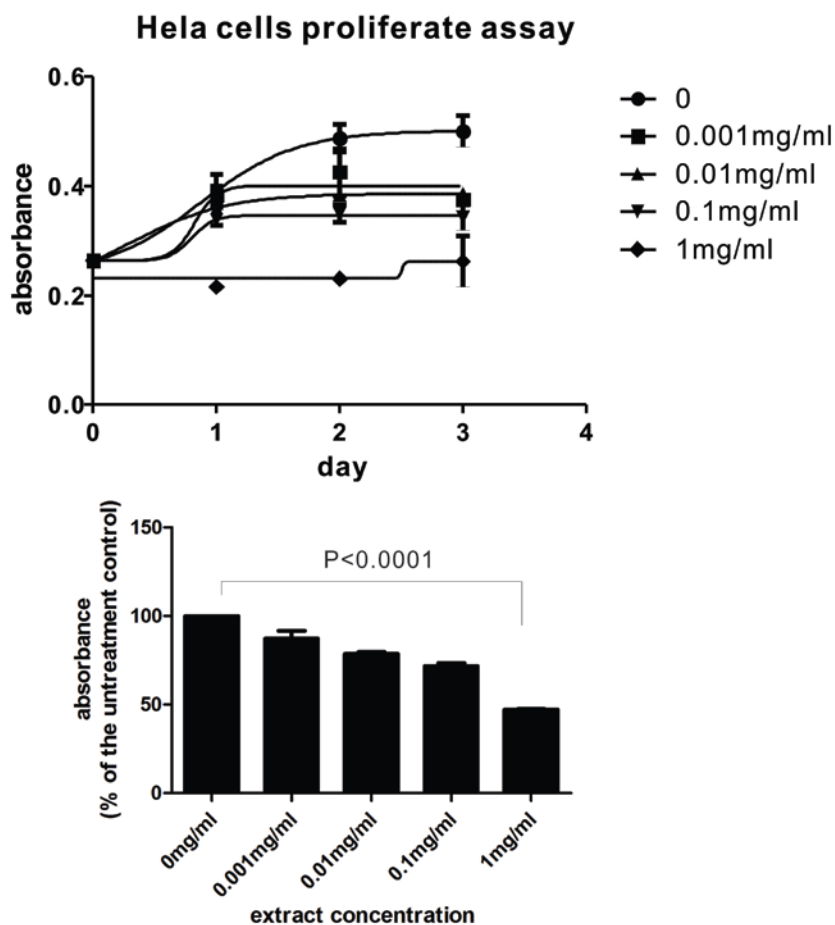 Hela cells proliferate assay
0.6
0.4
0.2
0.0
absorbance
0
1
2
3
4
day
0
0.001mg/ml
0.01mg/ml
0.1mg/ml
1mg/ml
150
100
50
0
absorbance
(% of the untreatment control)
P<0.0001
0mg/ml
0.001mg/ml
0.01mg/ml
0.1mg/ml
1mg/ml
extract concentration